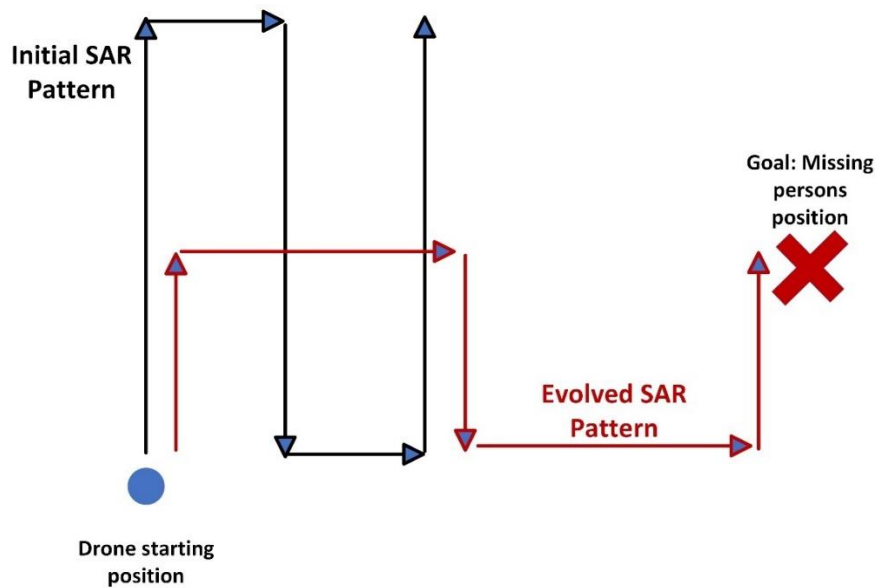 Initial SAR
Pattern
Goal: Missing
persons
position
Evolved SAR
Pattern
Drone starting
position